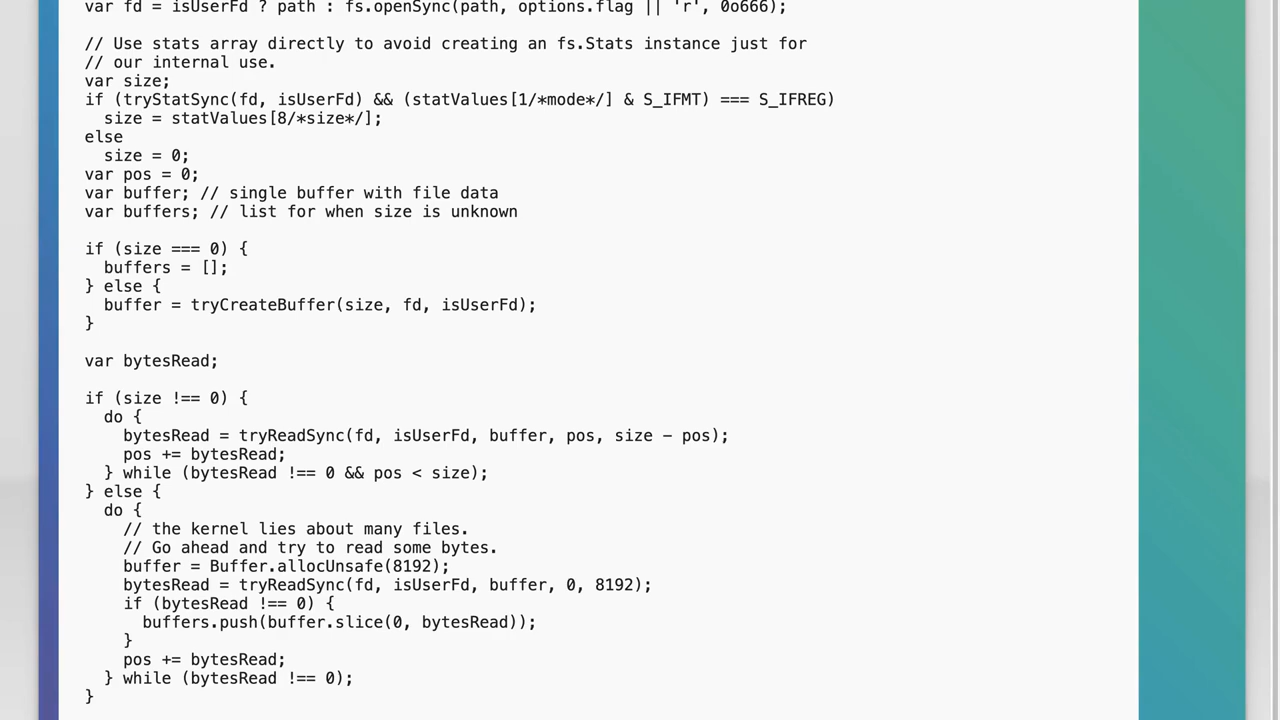 var fd = isUserFd ? path : fs.openSync(path, options.flag || 'r', 0o666);
// Use stats array directly to avoid creating an fs.Stats instance just for
// our internal use.
var size;
if (tryStatSync(fd, isUserFd) && (statValues[1/*mode*/] & S_IFMT) === S_IFREG)
size = statValues[8/*size*/];
else
size = 0;
var pos = 0;
var buffer; // single buffer with file data
var buffers; // list for when size is unknown
if (size === 0) {
buffers = [];
} else {
buffer = tryCreateBuffer(size, fd, isUserFd);
}
var bytesRead;
if (size !== 0) {
do {
bytesRead = tryReadSync(fd, isUserFd, buffer, pos, size - pos);
pos += bytesRead;
} while (bytesRead !== 0 && pos < size);
} else {
do {
// the kernel lies about many files.
// Go ahead and try to read some bytes.
buffer = Buffer.allocUnsafe(8192);
bytesRead = tryReadSync(fd, isUserFd, buffer, 0, 8192);
if (bytesRead !== 0) {
buffers.push(buffer.slice(0, bytesRead));
}
pos += bytesRead;
} while (bytesRead !== 0);
}